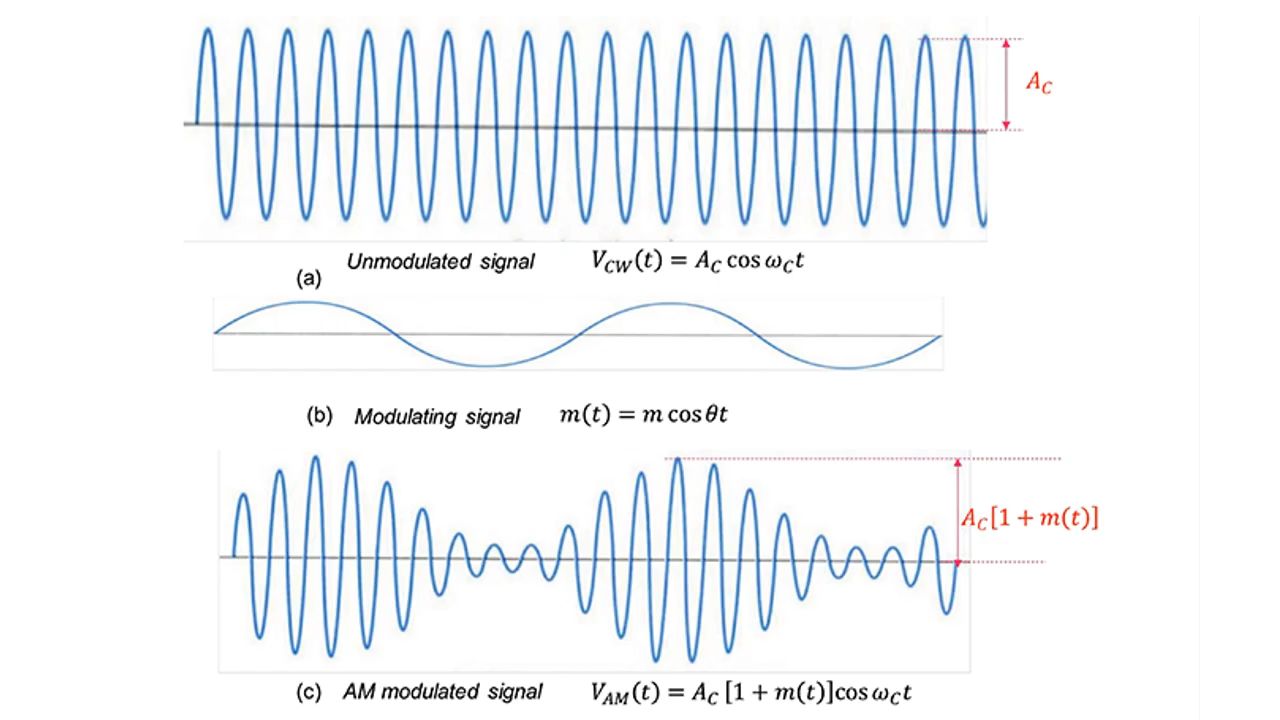 A_C
Unmodulated signal V_CW(t) = A_C cos ω_C t
(a)
(b) Modulating signal m(t) = m cos θt
A_C[1 + m(t)]
(c) AM modulated signal V_AM(t) = A_C [1 + m(t)]cos ω_C t